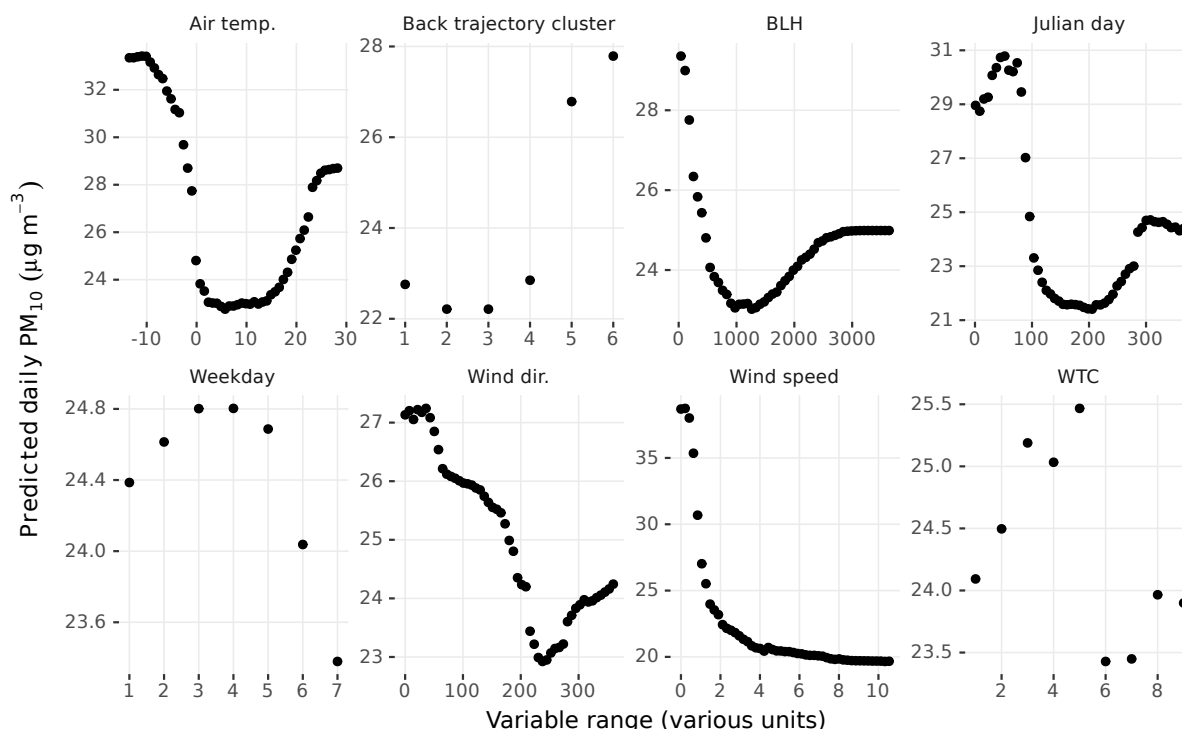 Air temp.
Back trajectory cluster
BLH
Julian day
32
30
28
26
24
-10 0 10 20 30
28
26
24
22
1 2 3 4 5 6
28
26
24
0 1000 2000 3000
31
29
27
25
23
21
0 100 200 300
Weekday
Wind dir.
Wind speed
WTC
24.8
24.4
24.0
23.6
1 2 3 4 5 6 7
27
26
25
24
23
0 100 200 300
35
30
25
20
0 2 4 6 8 10
25.5
25.0
24.5
24.0
23.5
2 4 6 8
Predicted daily PM₁₀ (μg m⁻³)
Variable range (various units)